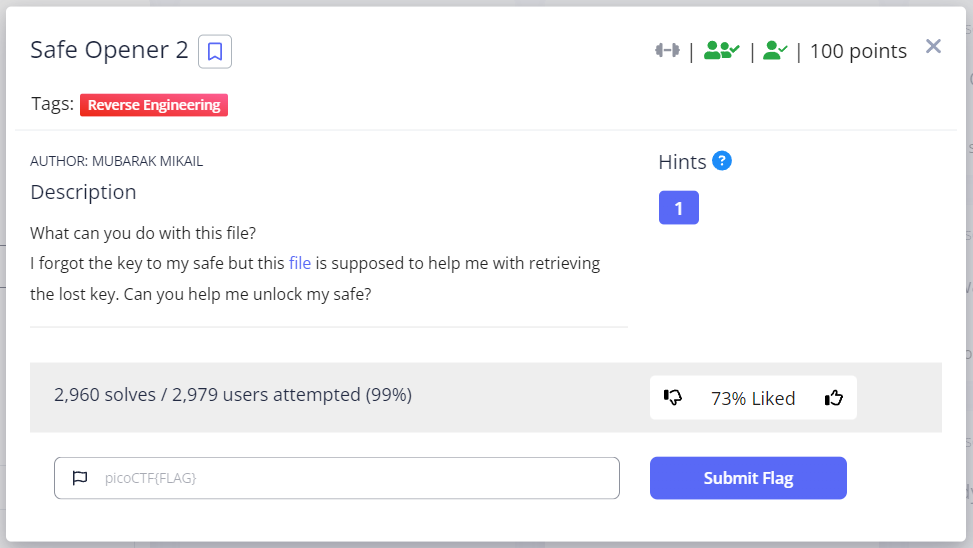 Safe Opener 2
| | | 100 points
Tags: Reverse Engineering
AUTHOR: MUBARAK MIKAIL
Hints ?
Description
1
What can you do with this file?
I forgot the key to my safe but this file is supposed to help me with retrieving
the lost key. Can you help me unlock my safe?
2,960 solves / 2,979 users attempted (99%)
73% Liked
picoCTF{FLAG}
Submit Flag